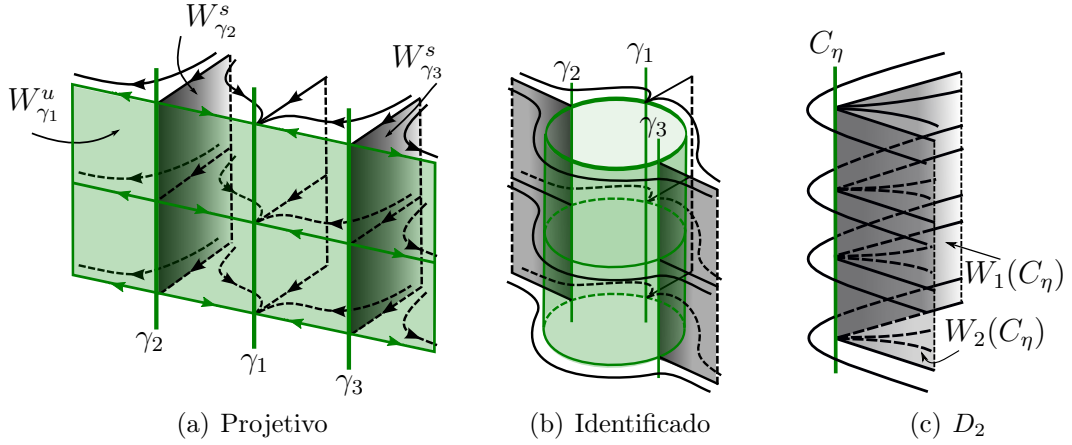 W^s_{γ_2}
W^s_{γ_3}
W^u_{γ_1}
γ_2
γ_1
γ_3
(a) Projetivo
γ_1
γ_2
γ_3
(b) Identificado
C_η
W_1(C_η)
W_2(C_η)
(c) D_2